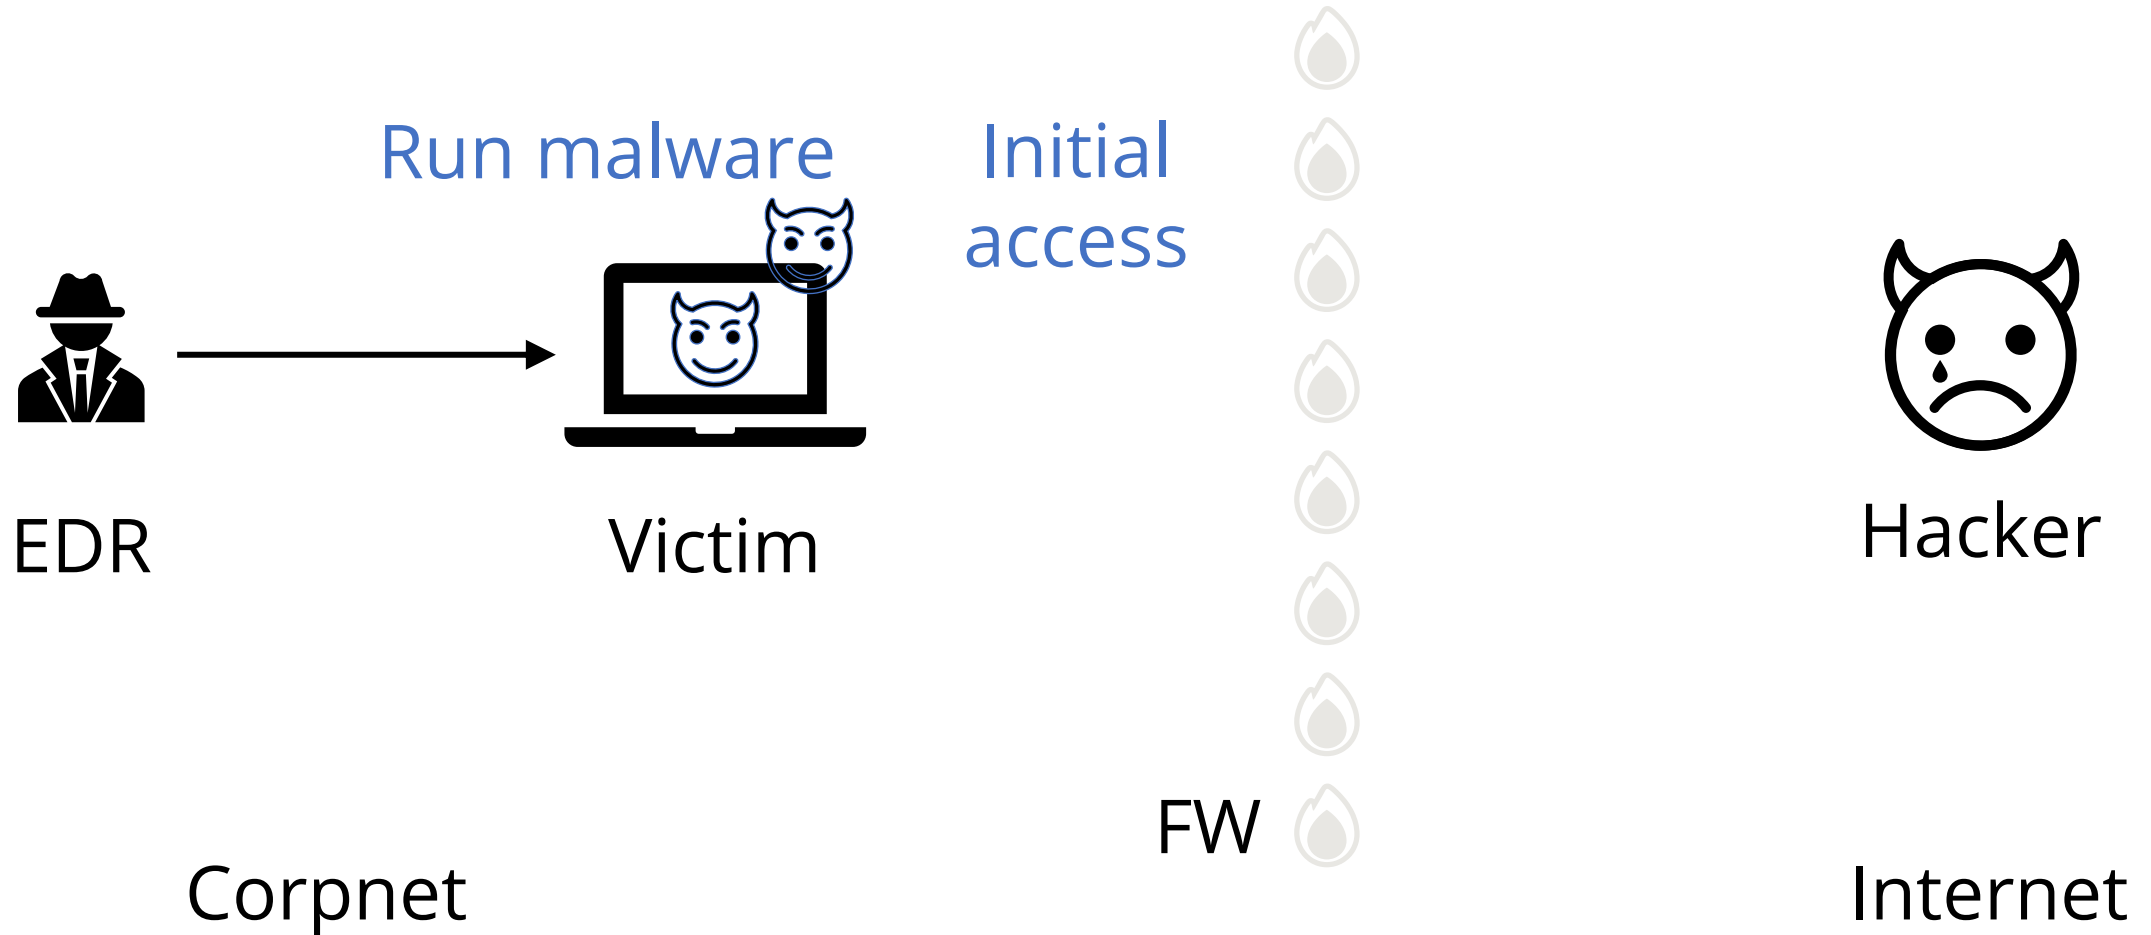 Run malware
Initial
access
EDR
Victim
Hacker
FW
Corpnet
Internet